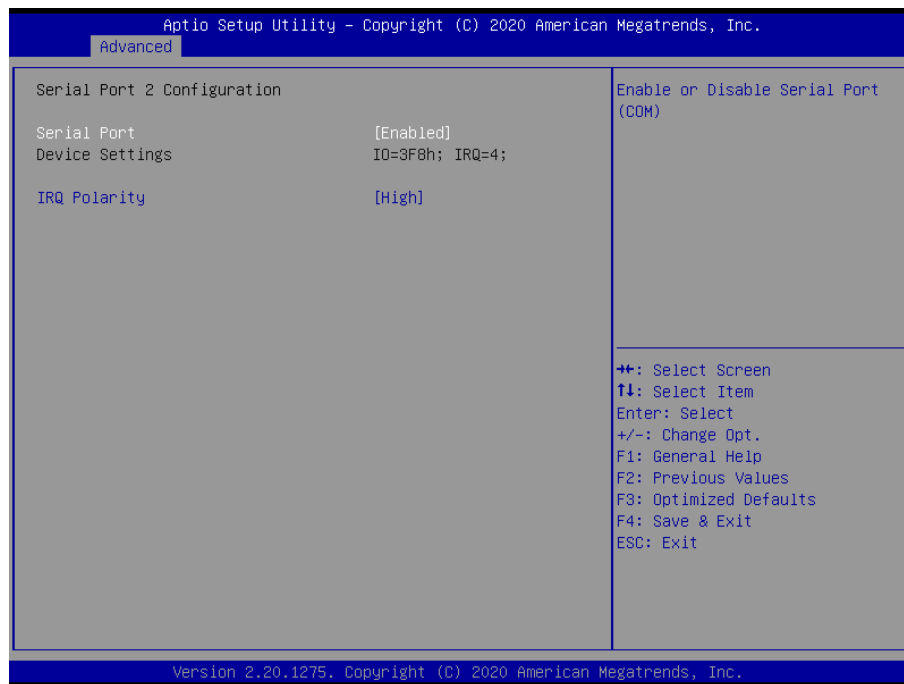 Aptio Setup Utility – Copyright (C) 2020 American Megatrends, Inc.
Advanced
Serial Port 2 Configuration
Serial Port [Enabled]
Device Settings IO=3F8h; IRQ=4;
IRQ Polarity [High]
Enable or Disable Serial Port
(COM)
→←: Select Screen
↑↓: Select Item
Enter: Select
+/-: Change Opt.
F1: General Help
F2: Previous Values
F3: Optimized Defaults
F4: Save & Exit
ESC: Exit
Version 2.20.1275. Copyright (C) 2020 American Megatrends, Inc.